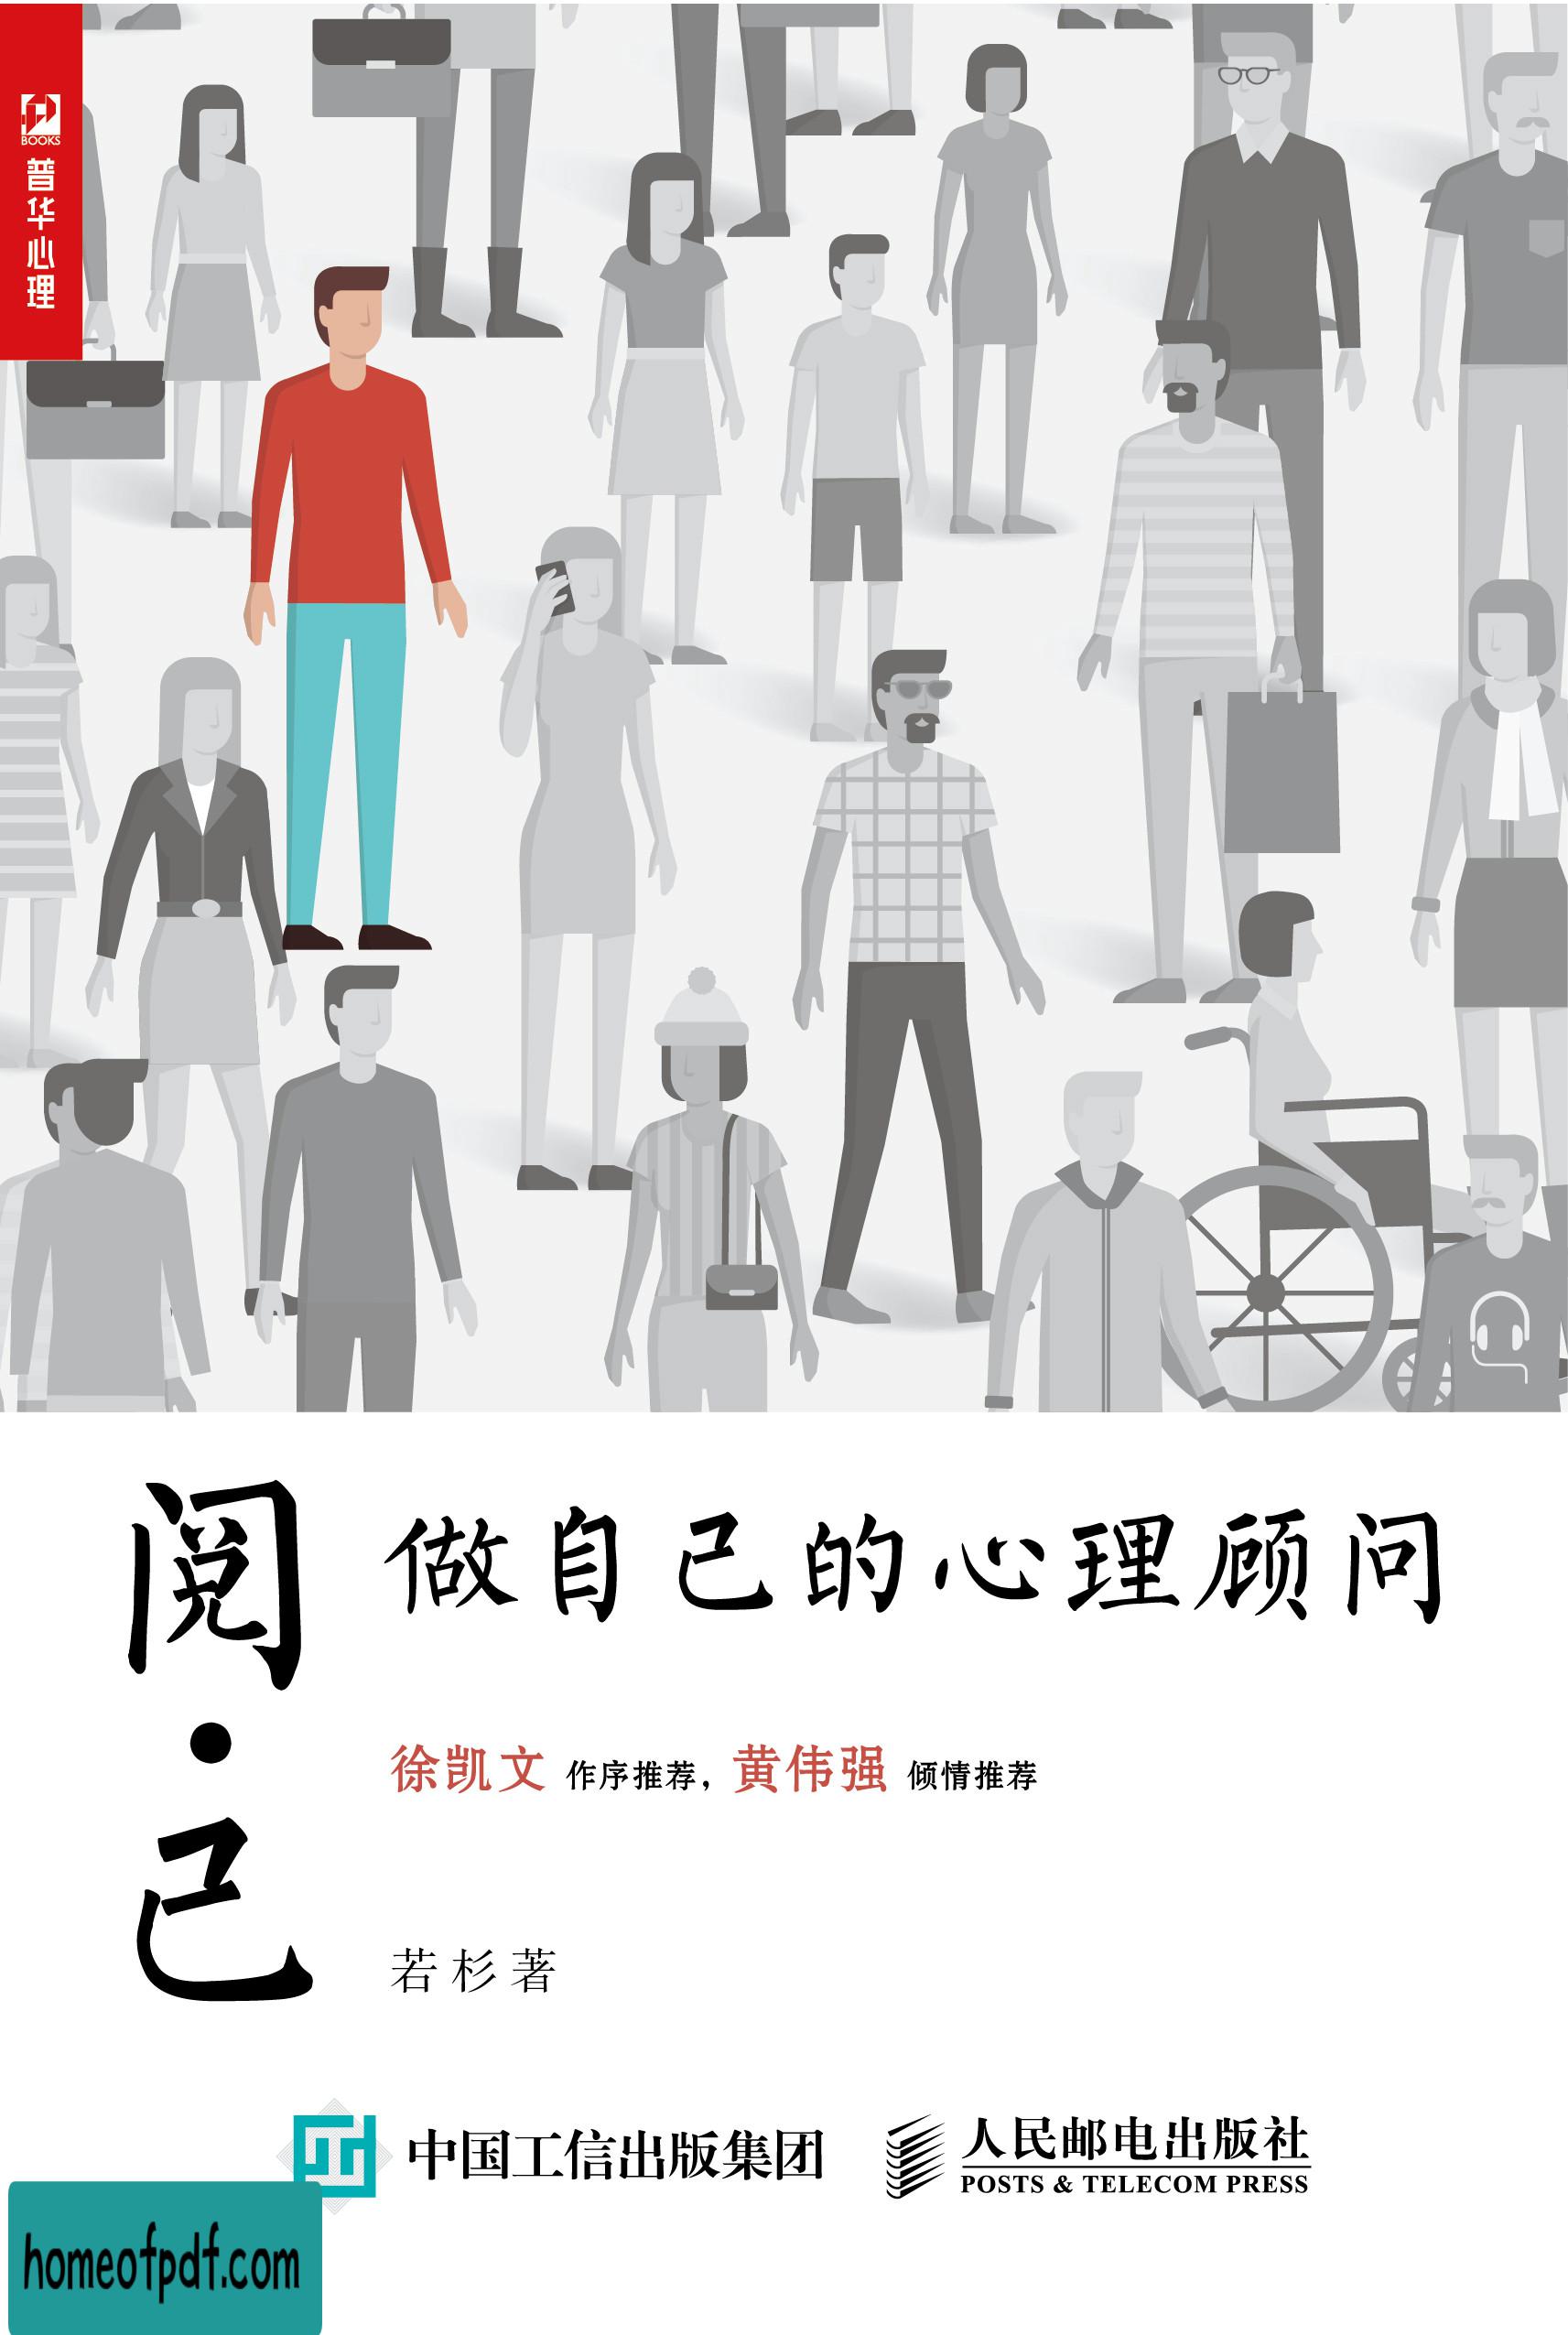 BOOKS
普华心理
阅·己
做自己的心理顾问
徐凯文 作序推荐，黄伟强 倾情推荐
若杉著
中国工信出版集团
人民邮电出版社
POSTS & TELECOM PRESS
homeofpdf.com